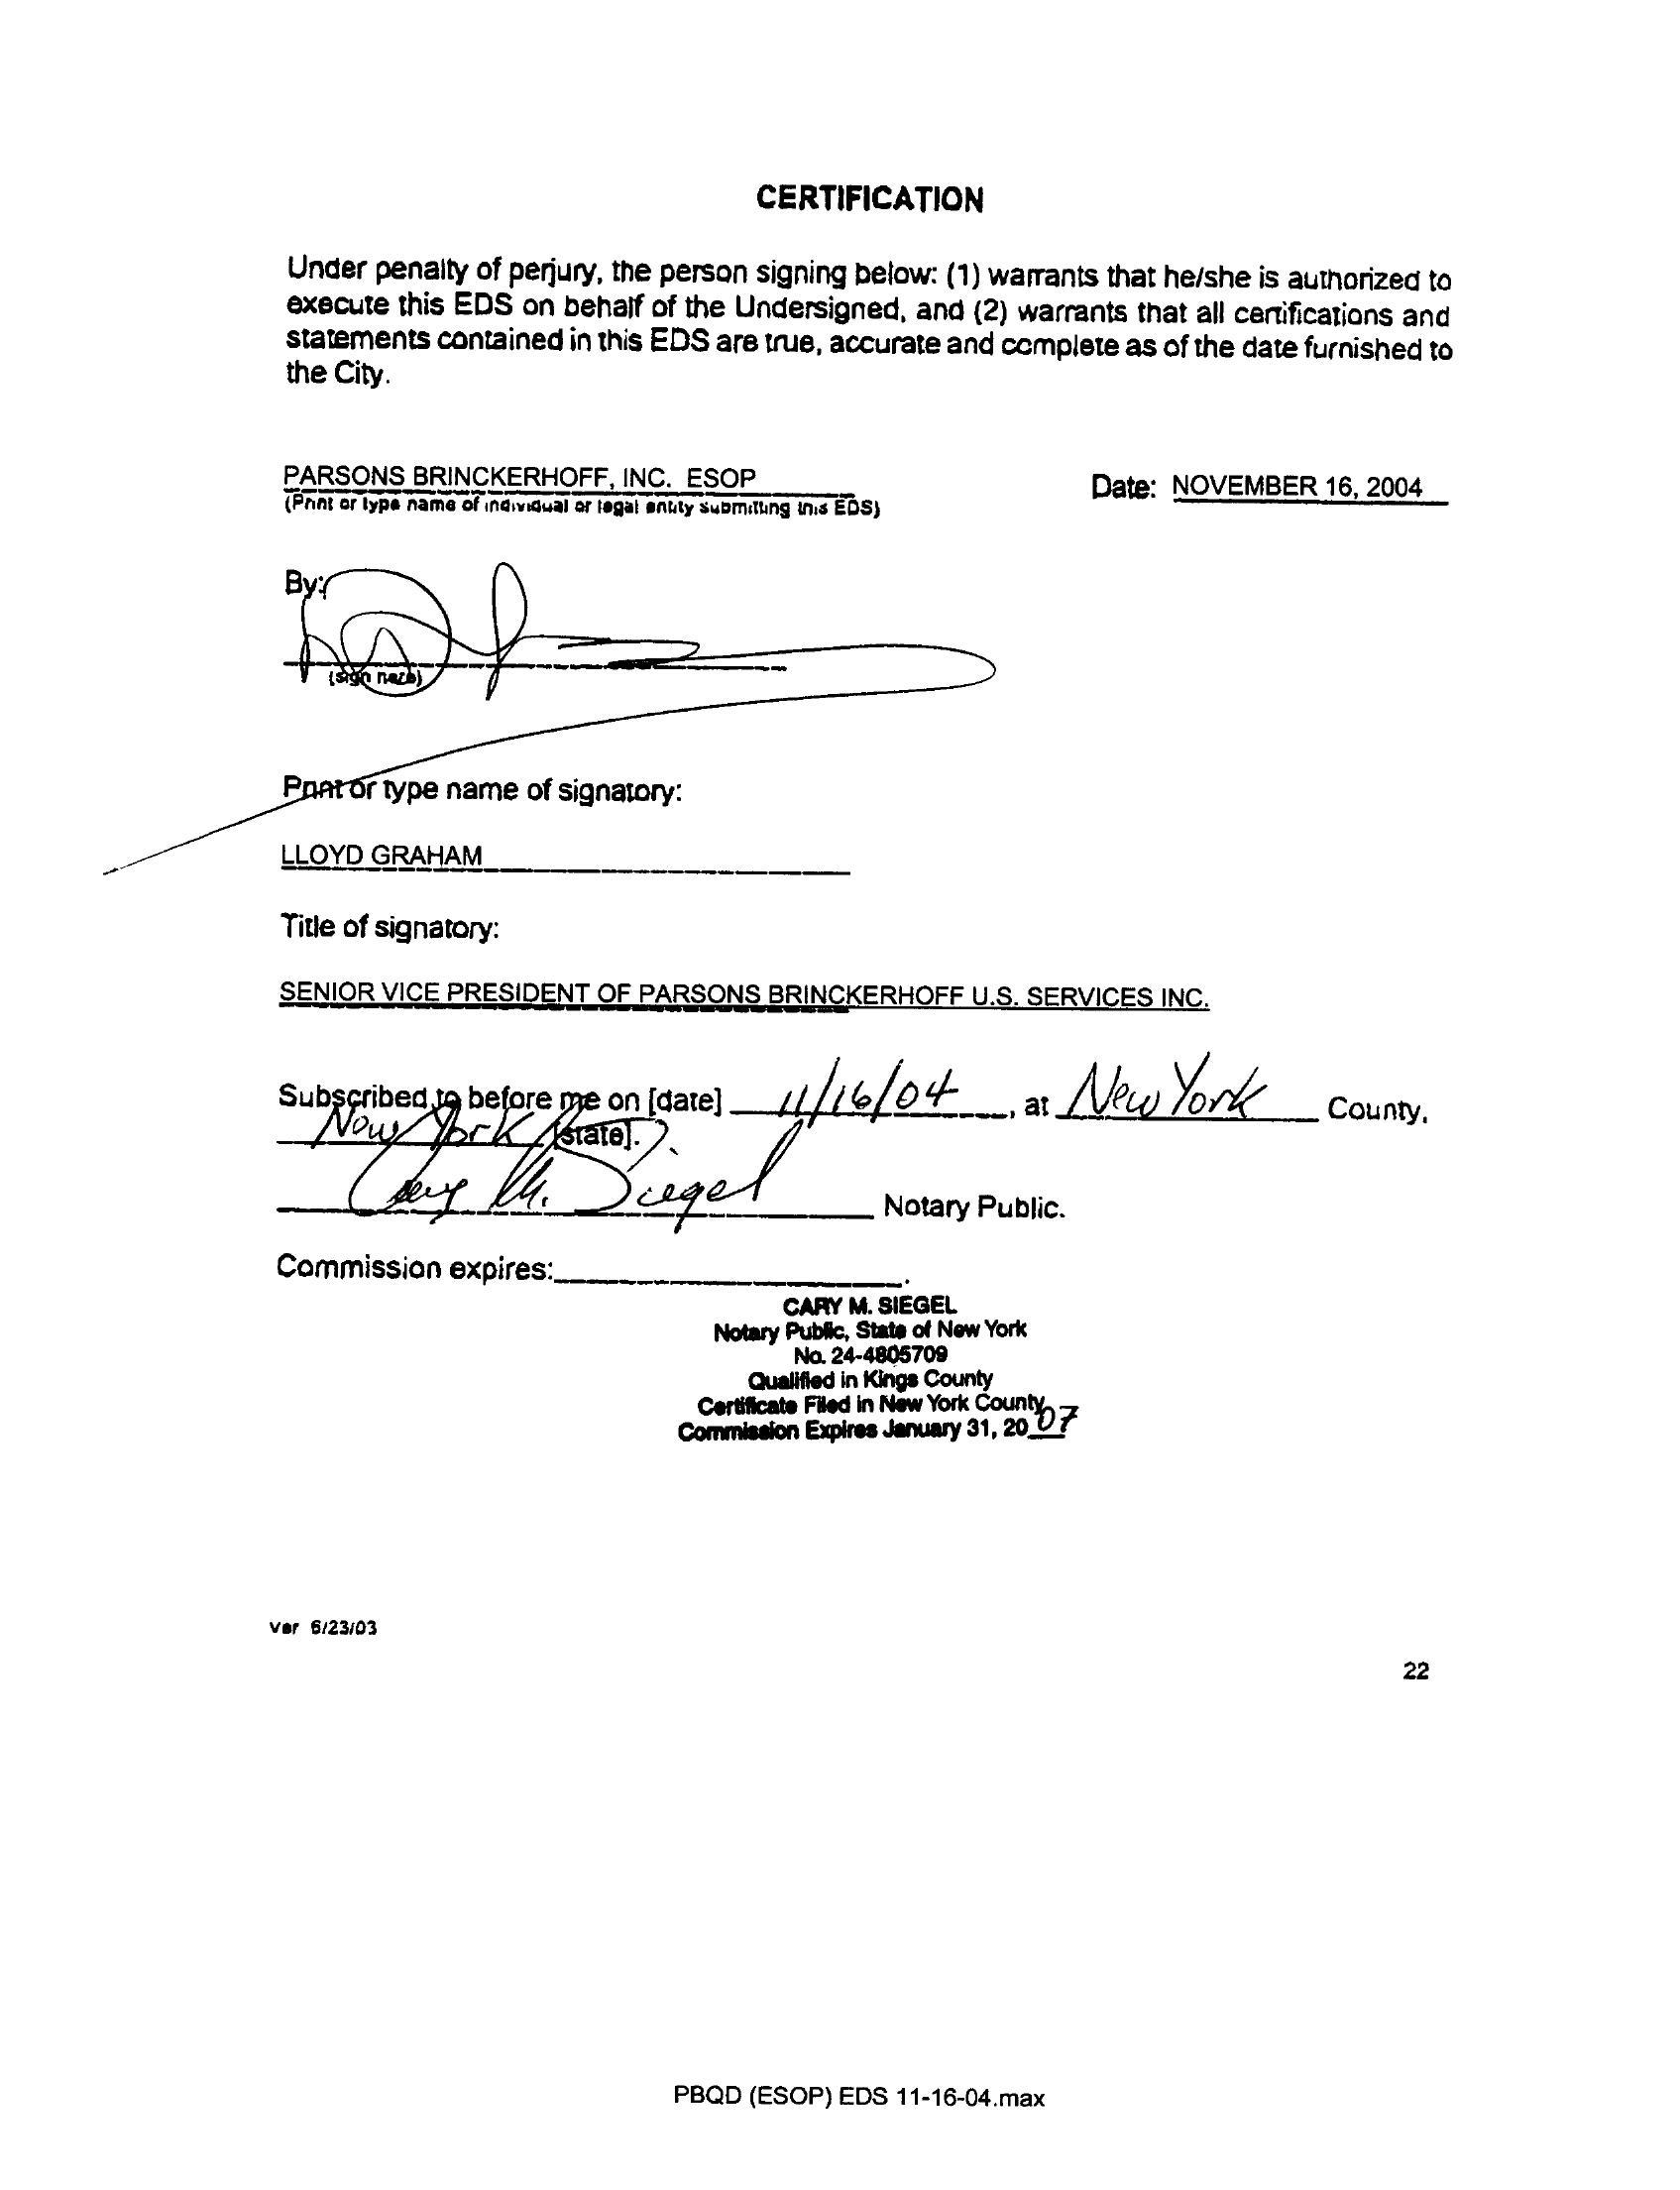 CERTIFICATION
Under penalty of perjury, the person signing below: (1) warrants that he/she is authorized to
execute this EDS on behalf of the Undersigned, and (2) warrants that all certifications and
statements contained in this EDS are true, accurate and complete as of the date furnished to
the City.
PARSONS BRINCKERHOFF, INC. ESOP
Date: NOVEMBER 16, 2004
(Print or type name of individual or legal entity submitting this EDS)
By:
(sign here)
Print or type name of signatory:
LLOYD GRAHAM
Title of signatory:
SENIOR VICE PRESIDENT OF PARSONS BRINCKERHOFF U.S. SERVICES INC.
Subscribed to before me on [date] 11/16/04, at New York County,
New York [state].
Cary M. Siegel Notary Public.
Commission expires: .
CARY M. SIEGEL
Notary Public, State of New York
No. 24-4805709
Qualified in Kings County
Certificate Filed in New York County
Commission Expires January 31, 2007
Ver 6/23/03
22
PBQD (ESOP) EDS 11-16-04.max